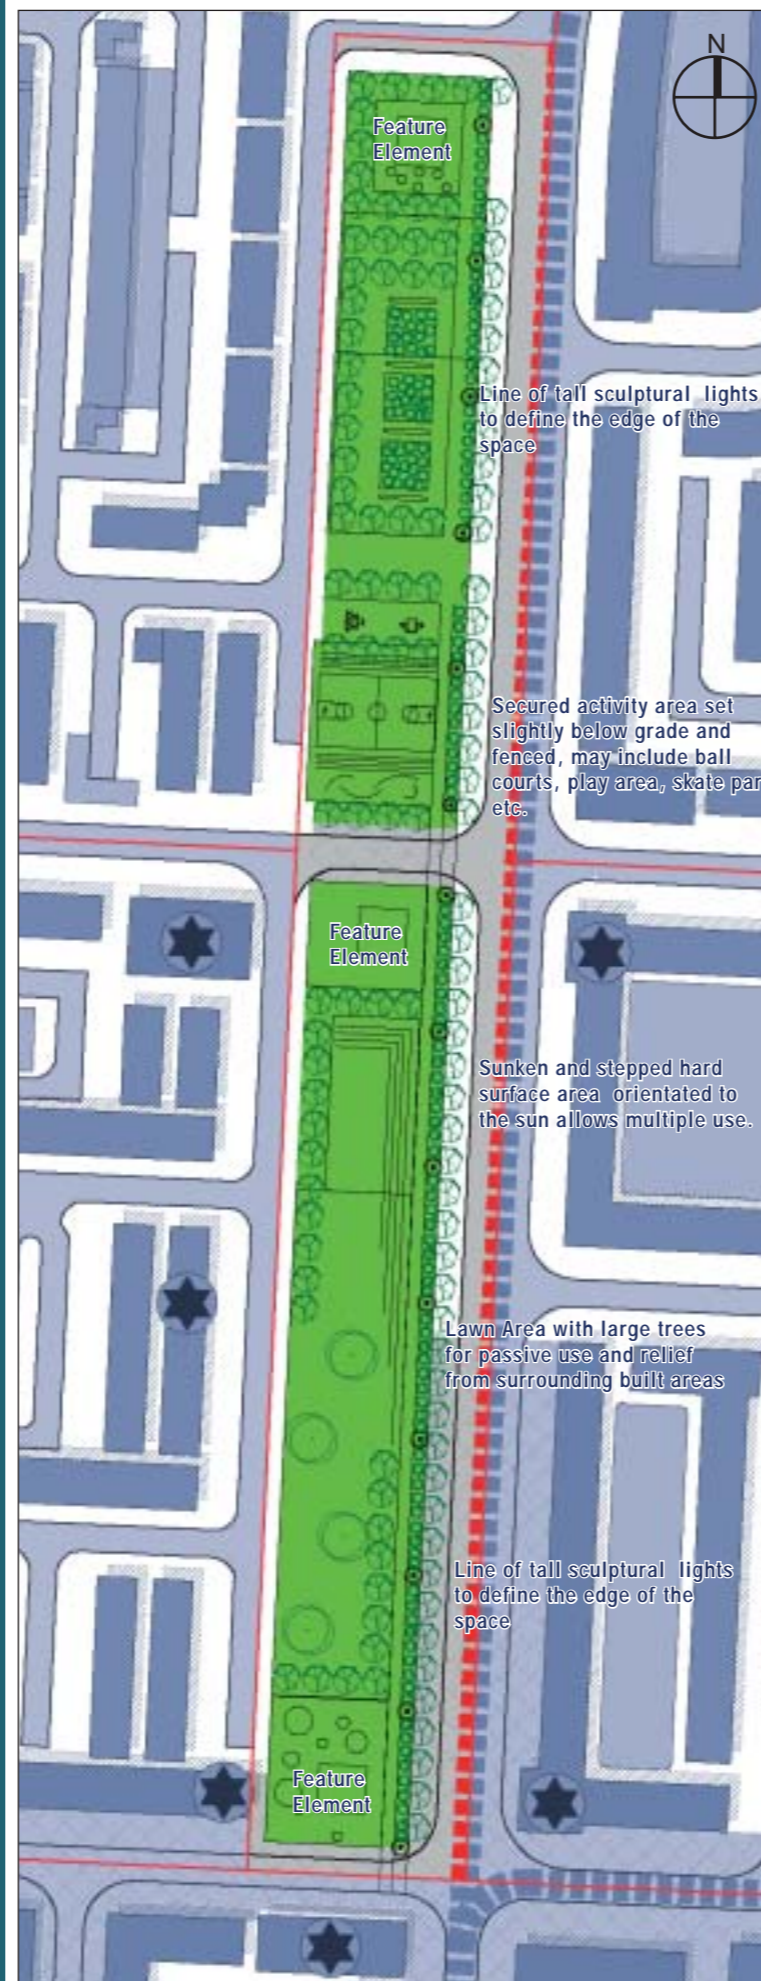 N
Feature
Element
Line of tall sculptural lights
to define the edge of the
space
Secured activity area set
slightly below grade and
fenced, may include ball
courts, play area, skate par
etc.
Feature
Element
Sunken and stepped hard
surface area orientated to
the sun allows multiple use.
Lawn Area with large trees
for passive use and relief
from surrounding built areas
Line of tall sculptural lights
to define the edge of the
space
Feature
Element